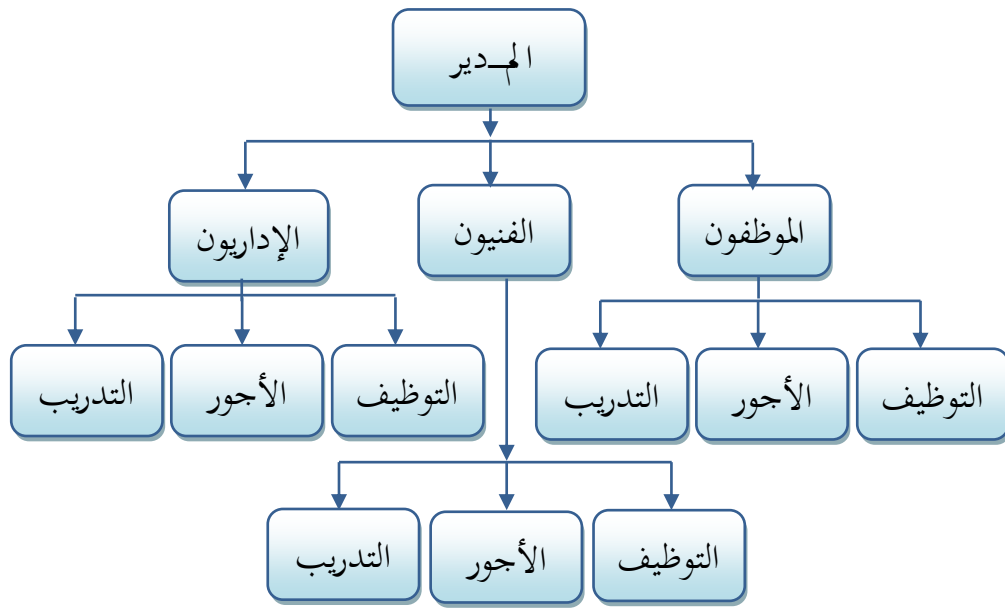 المـدير
الموظفون
الفنيون
الإداريون
التوظيف
الأجور
التدريب
التوظيف
الأجور
التدريب
التوظيف
الأجور
التدريب